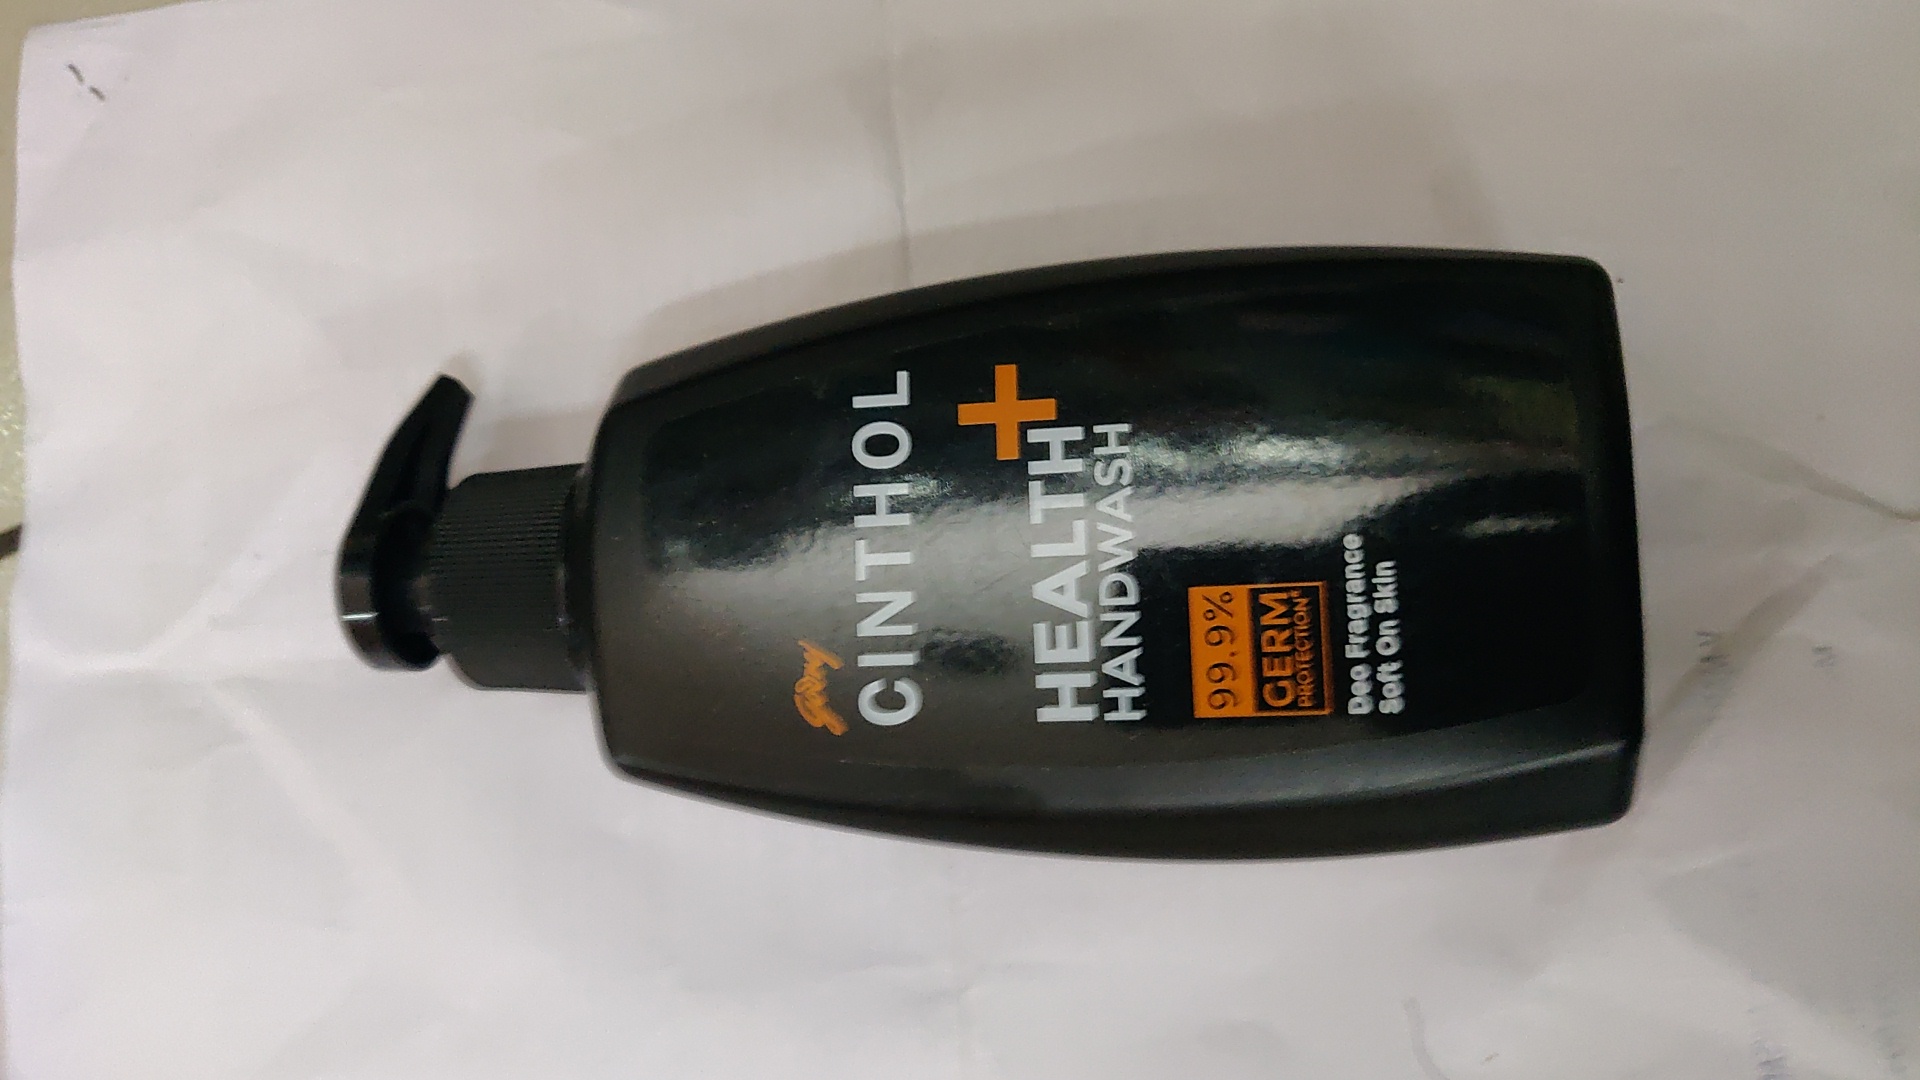 Godrej
CINTHOL
HEALTH+
HANDWASH
99.9%
GERM
PROTECTION*
Deo Fragrance
Soft On Skin